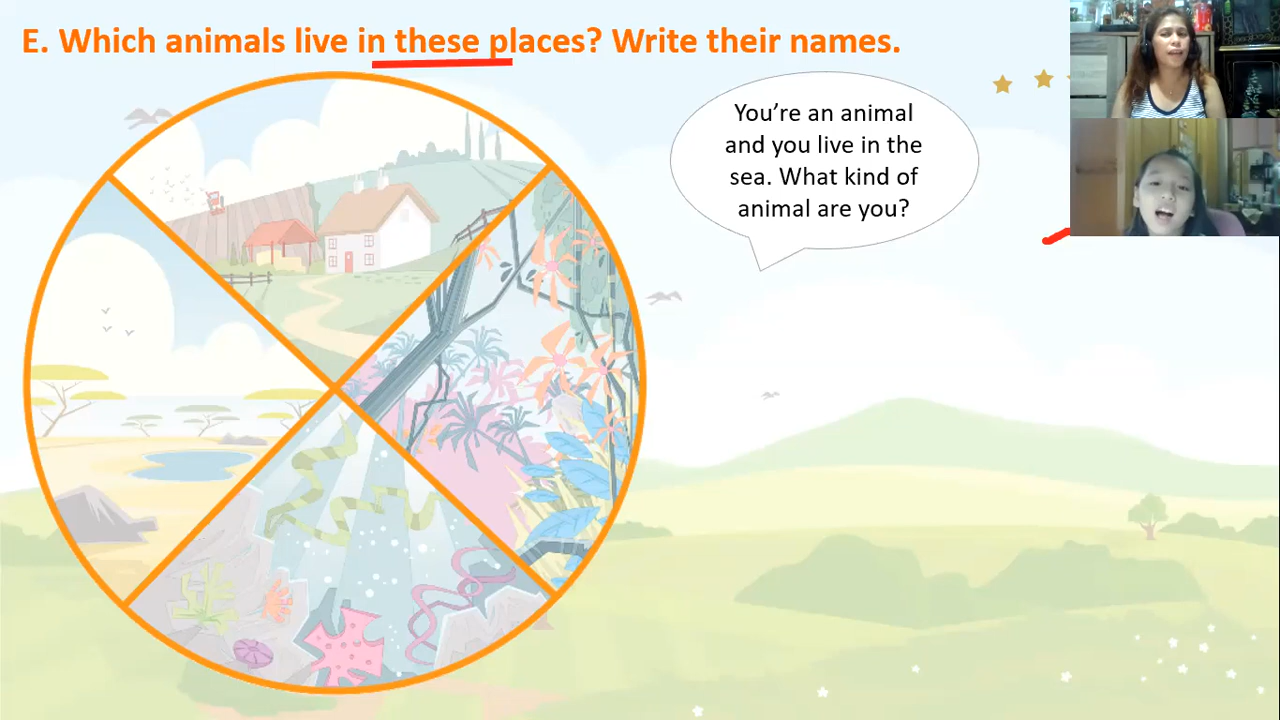 E. Which animals live in these places? Write their names.
You’re an animal
and you live in the
sea. What kind of
animal are you?